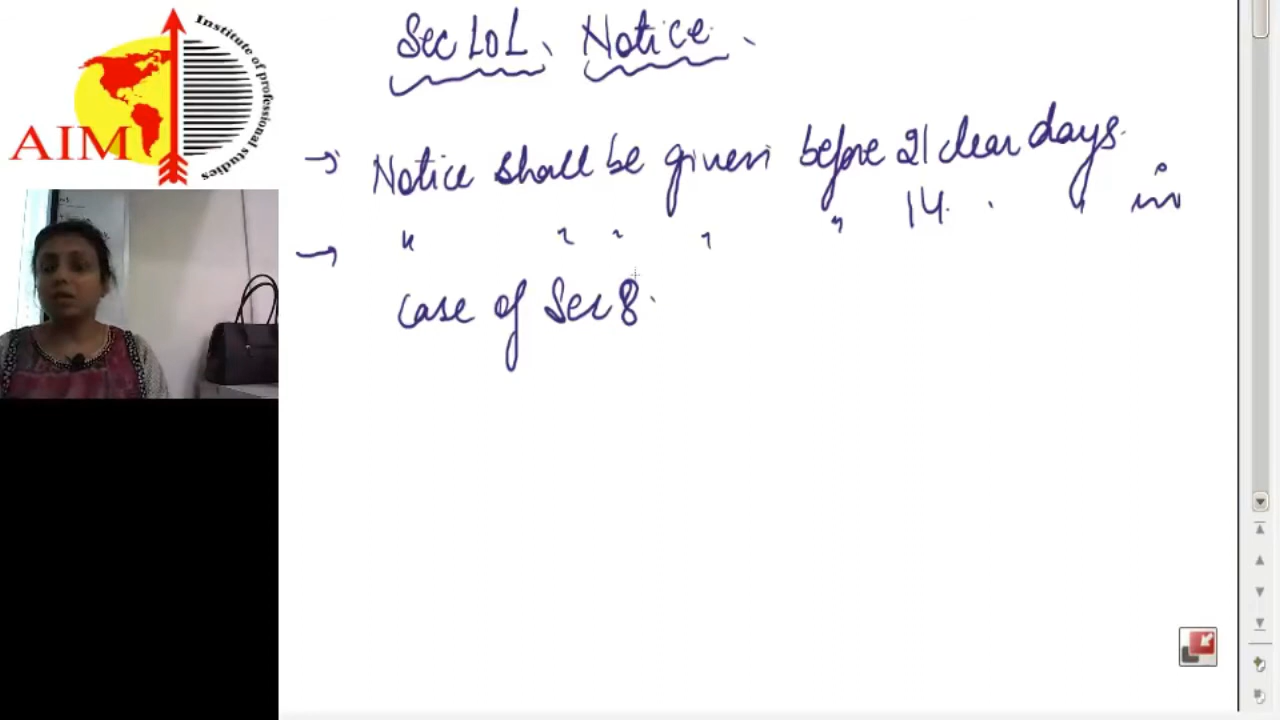 AIM
Institute of professional studies
Sec 101. Notice.
→ Notice shall be given before 21 clear days.
→ " " " " " 14 " " in
case of Sec 8.